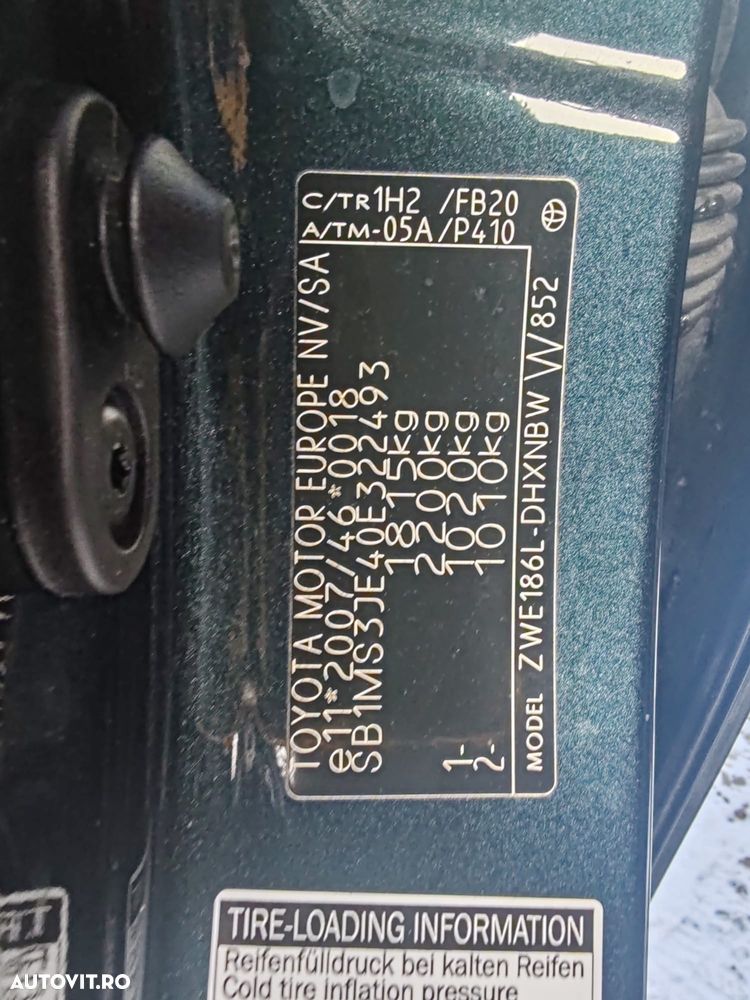 C/TR 1H2 /FB20
A/TM-05A/P410
TOYOTA MOTOR EUROPE NV/SA
e11*2007/46*0018
SB1MS3JE40E322493
1815kg
2200kg
1- 1020kg
2- 1010kg
MODEL ZWE186L-DHXNBW W852
TIRE-LOADING INFORMATION
Reifenfülldruck bei kalten Reifen
Cold tire inflation pressure
AUTOVIT.RO